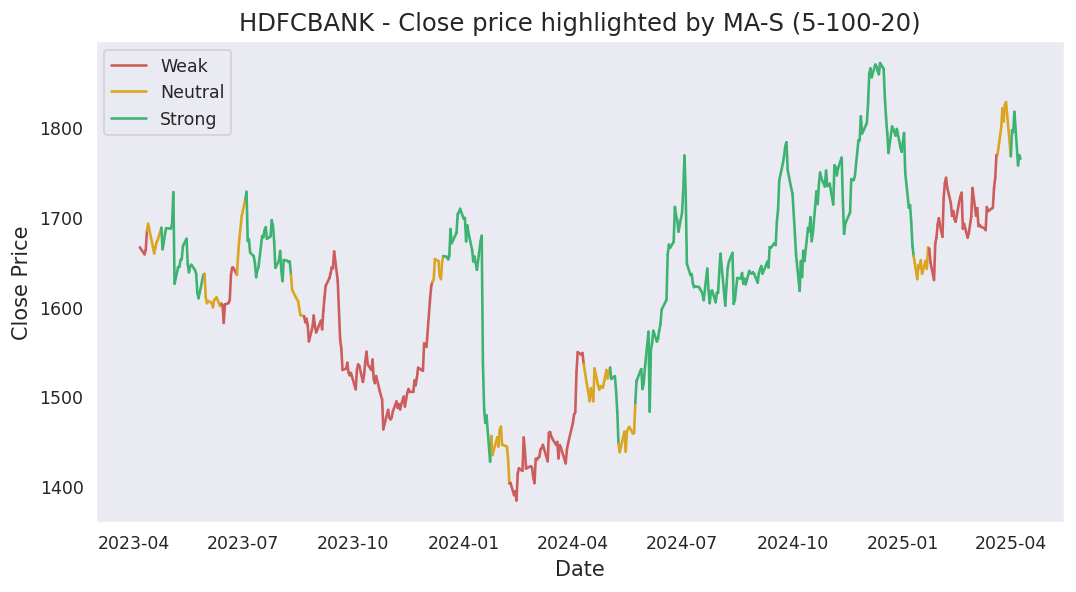 HDFCBANK - Close price highlighted by MA-S (5-100-20)
Weak
Neutral
Strong
Close Price
1800
1700
1600
1500
1400
2023-04 2023-07 2023-10 2024-01 2024-04 2024-07 2024-10 2025-01 2025-04
Date